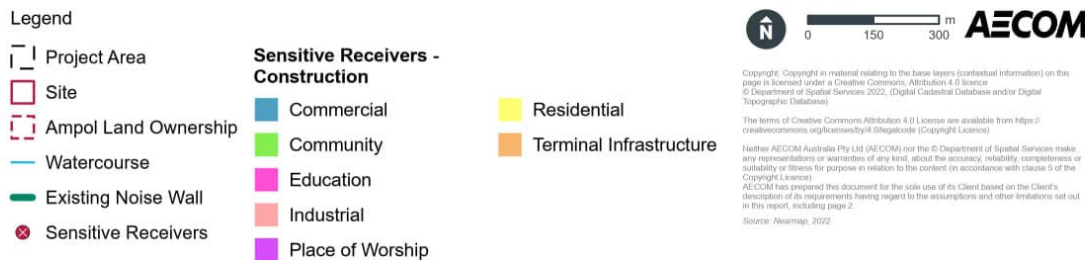 Legend
Project Area
Site
Ampol Land Ownership
Watercourse
Existing Noise Wall
Sensitive Receivers
Sensitive Receivers -
Construction
Commercial
Community
Education
Industrial
Place of Worship
Residential
Terminal Infrastructure
N
0 150 300 m
AECOM
Copyright: Copyright in material relating to the base layers (contextual information) on this
page is licensed under a Creative Commons, Attribution 4.0 licence
© Department of Spatial Services 2022, (Digital Cadastral Database and/or Digital
Topographic Database).
The terms of Creative Commons Attribution 4.0 License are available from https://
creativecommons.org/licenses/by/4.0/legalcode (Copyright Licence)
Neither AECOM Australia Pty Ltd (AECOM) nor the © Department of Spatial Services make
any representations or warranties of any kind, about the accuracy, reliability, completeness or
suitability or fitness for purpose in relation to the content (in accordance with clause 5 of the
Copyright Licence)
AECOM has prepared this document for the sole use of its Client based on the Client's
description of its requirements having regard to the assumptions and other limitations set out
in this report, including page 2.
Source: Nearmap, 2022